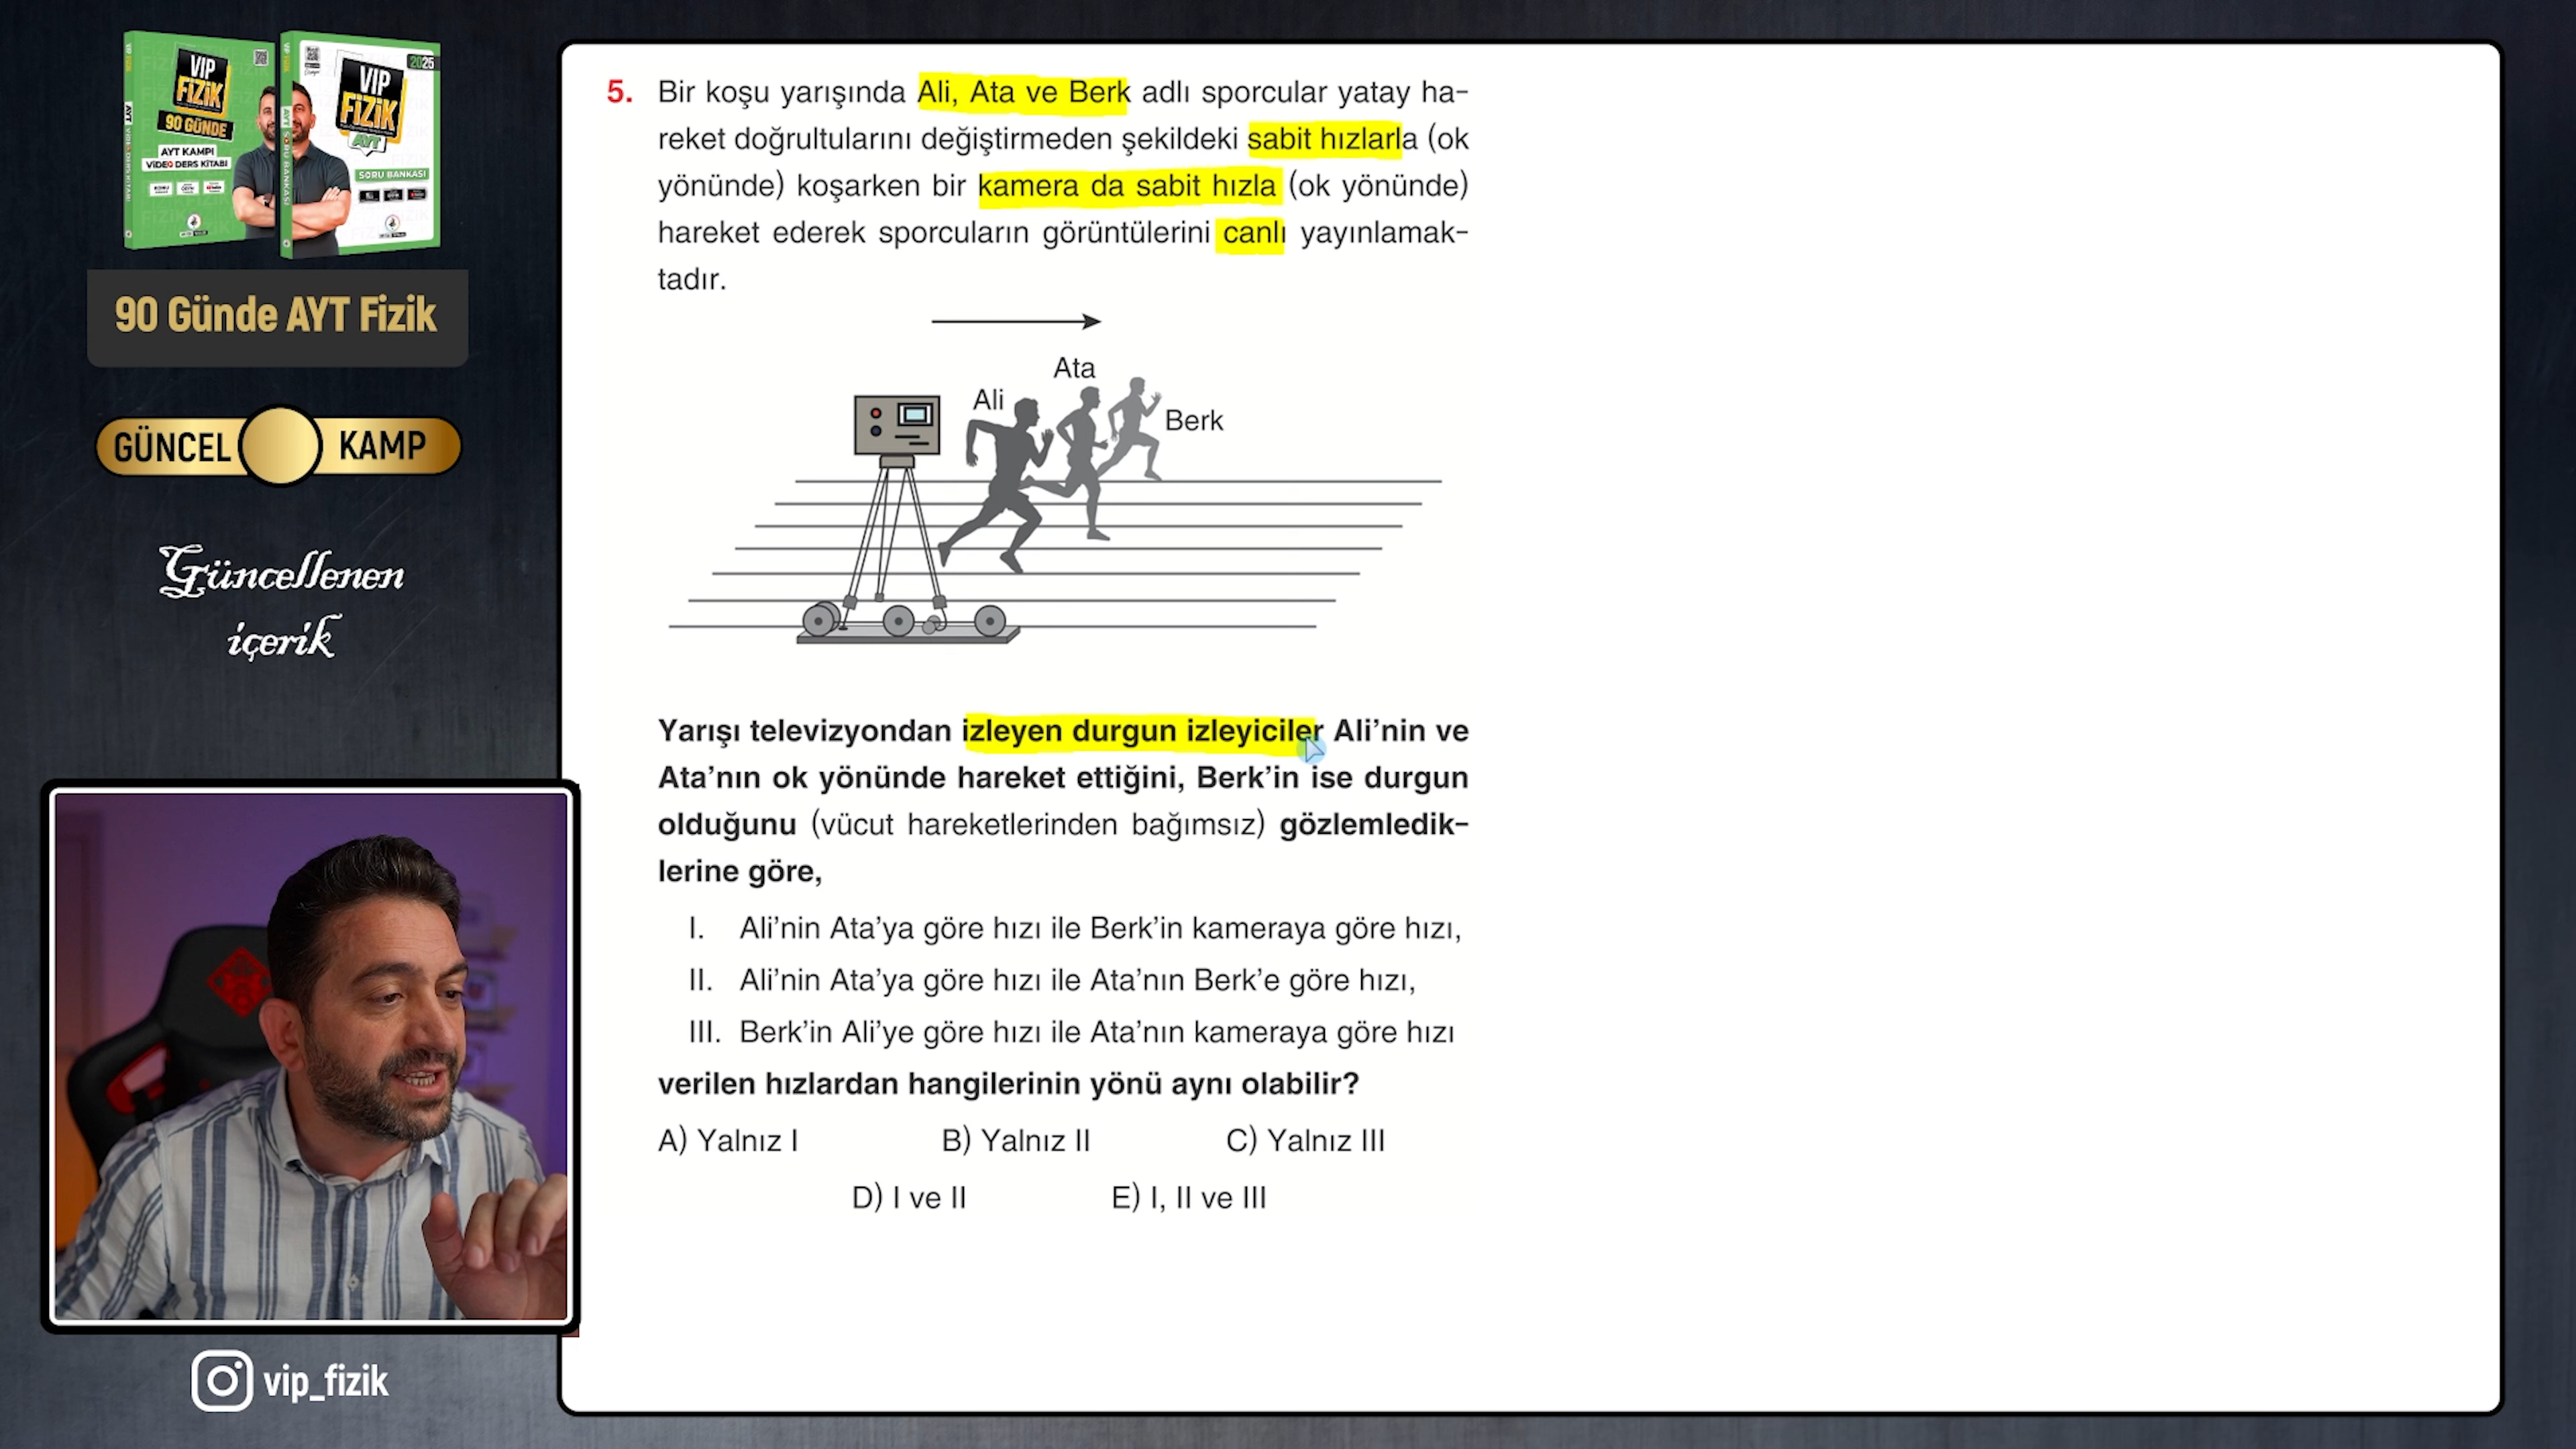 VIP
FİZİK
90 GÜNDE
AYT KAMPI
VİDEO DERS KİTABI
2025
VIP
FİZİK
AYT
SORU BANKASI
AYT SORU BANKASI
90 Günde AYT Fizik
GÜNCEL KAMP
Güncellenen
içerik
vip_fizik
5. Bir koşu yarışında Ali, Ata ve Berk adlı sporcular yatay ha-
reket doğrultularını değiştirmeden şekildeki sabit hızlarla (ok
yönünde) koşarken bir kamera da sabit hızla (ok yönünde)
hareket ederek sporcuların görüntülerini canlı yayınlamak-
tadır.
Ata
Ali
Berk
Yarışı televizyondan izleyen durgun izleyiciler Ali'nin ve
Ata'nın ok yönünde hareket ettiğini, Berk'in ise durgun
olduğunu (vücut hareketlerinden bağımsız) gözlemledik-
lerine göre,
I. Ali'nin Ata'ya göre hızı ile Berk'in kameraya göre hızı,
II. Ali'nin Ata'ya göre hızı ile Ata'nın Berk'e göre hızı,
III. Berk'in Ali'ye göre hızı ile Ata'nın kameraya göre hızı
verilen hızlardan hangilerinin yönü aynı olabilir?
A) Yalnız I B) Yalnız II C) Yalnız III
D) I ve II E) I, II ve III